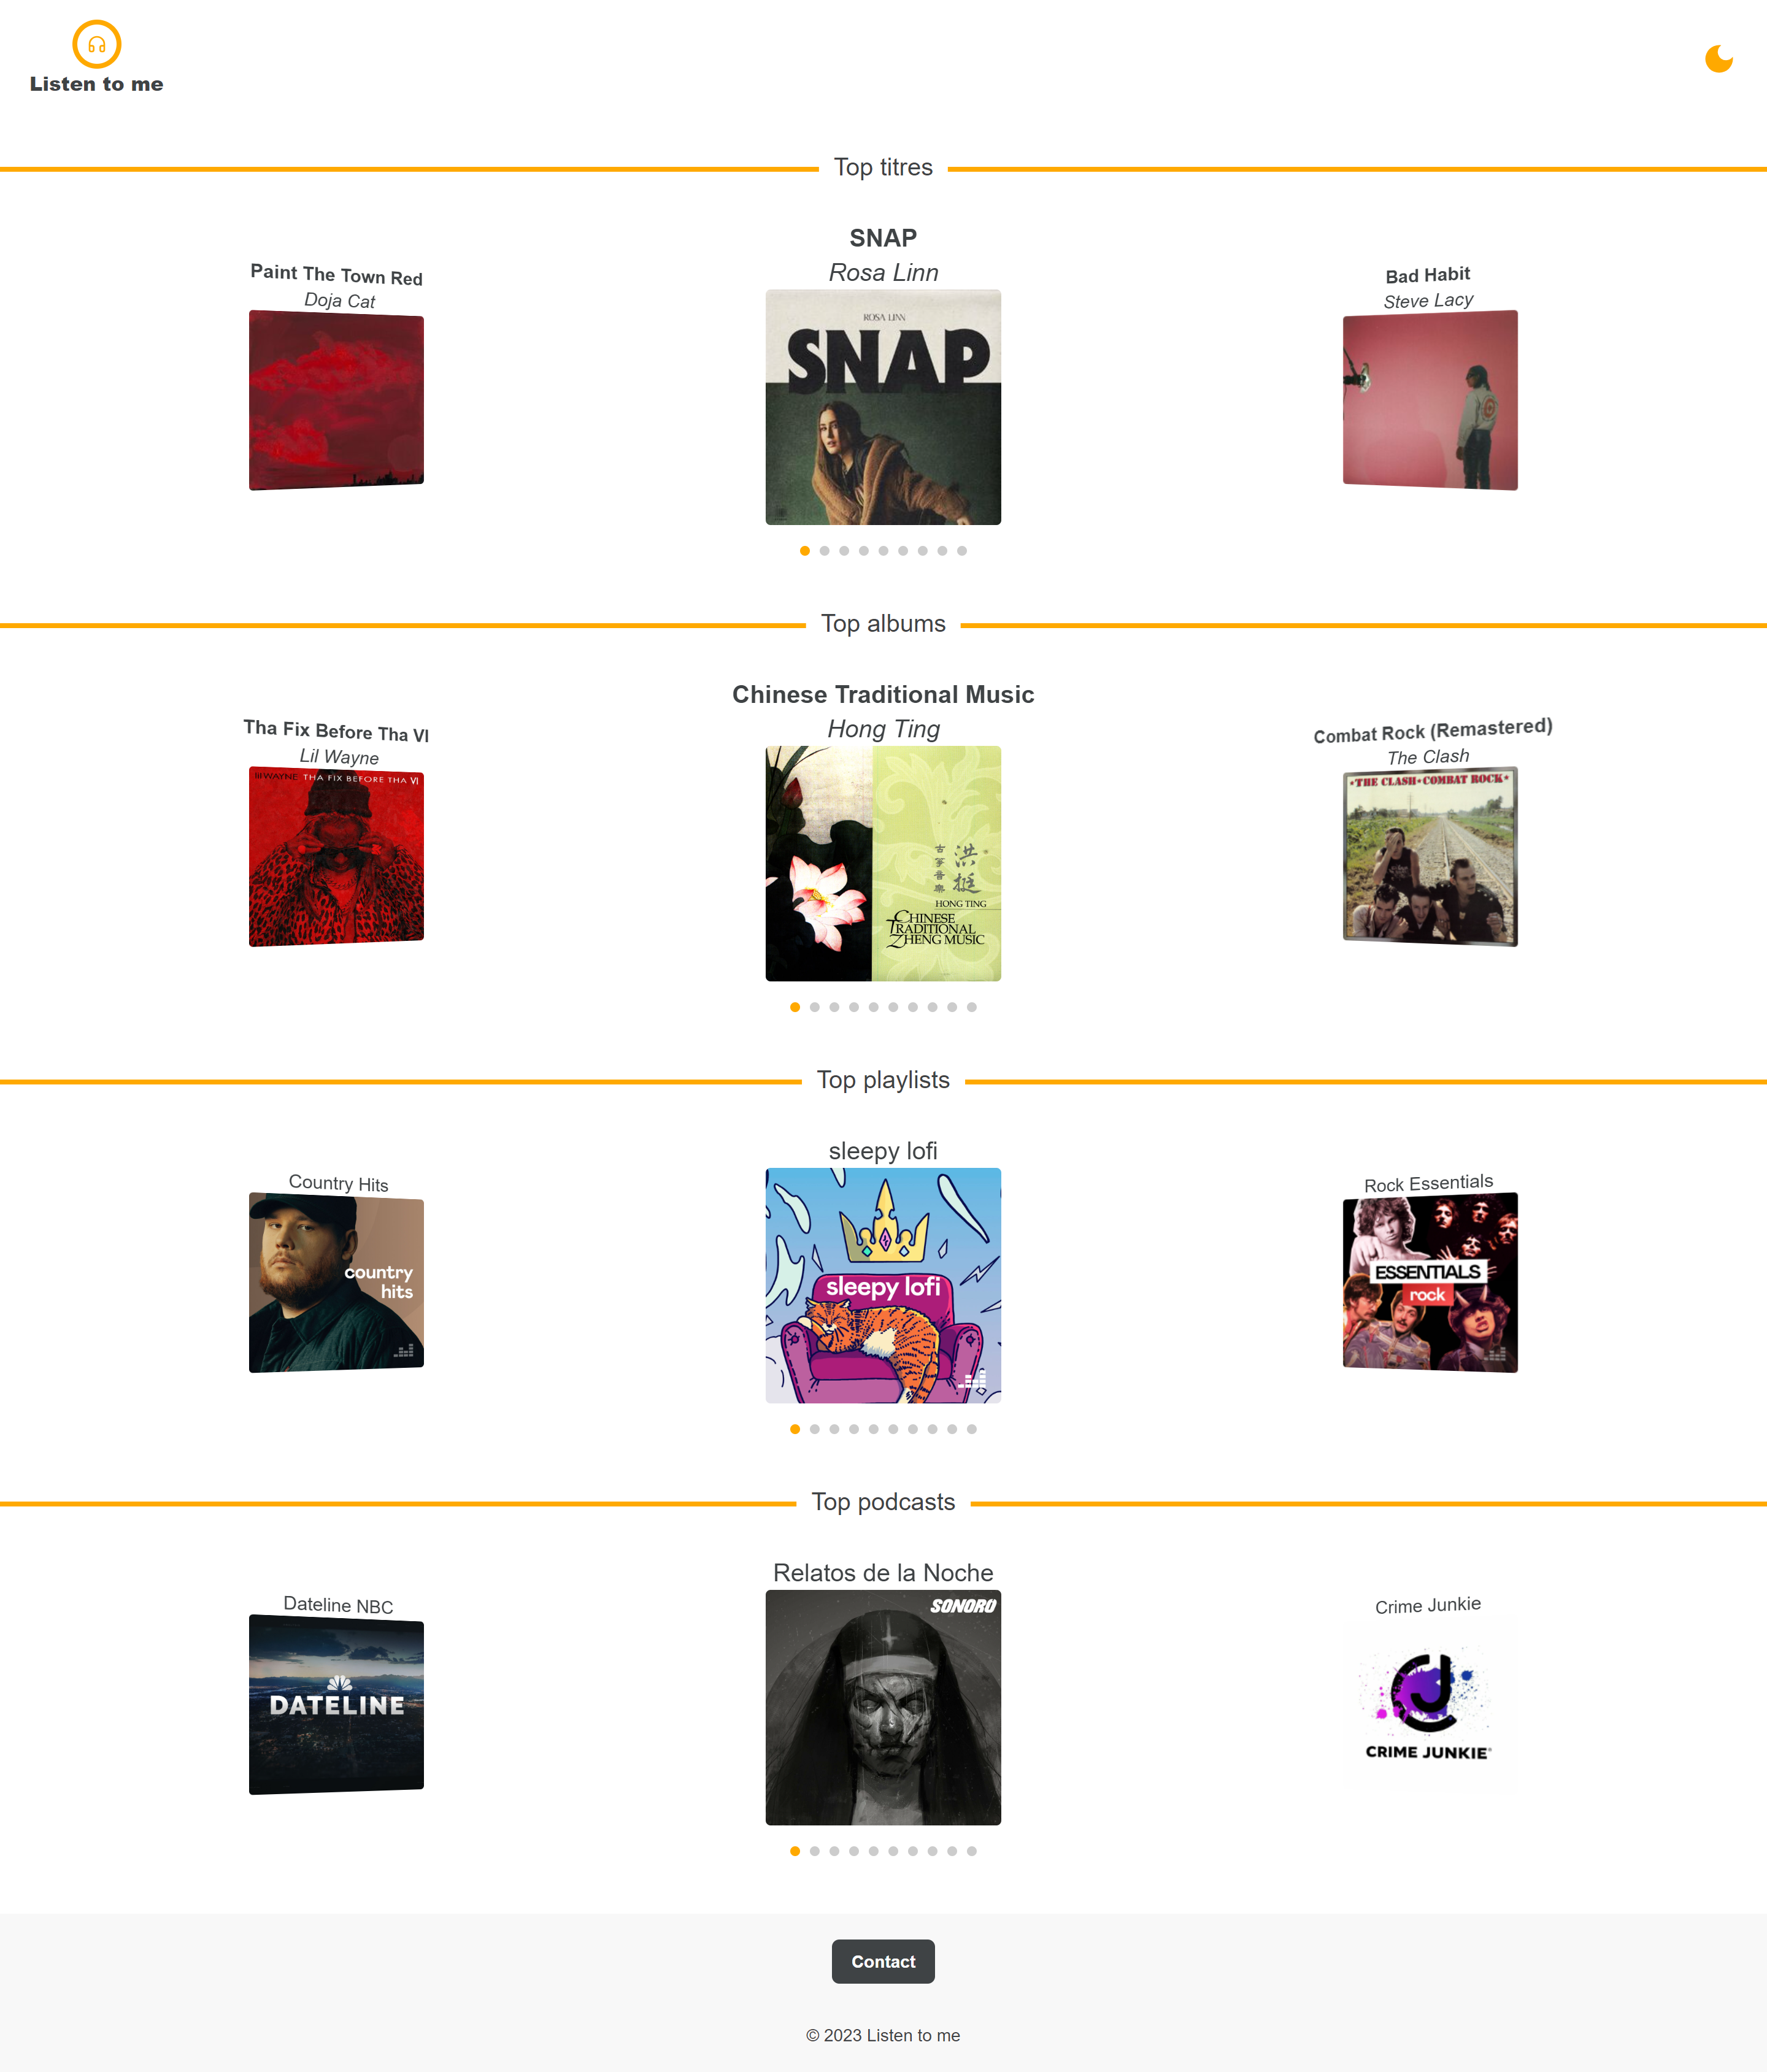 Listen to me
Top titres
Paint The Town Red
Doja Cat
SNAP
Rosa Linn
ROSA LINN
SNAP
Bad Habit
Steve Lacy
Top albums
Tha Fix Before Tha VI
Lil Wayne
lil WAYNE THA FIX BEFORE THA VI
Chinese Traditional Music
Hong Ting
古箏音樂
洪挺
HONG TING
CHINESE
TRADITIONAL
ZHENG MUSIC
Combat Rock (Remastered)
The Clash
★THE CLASH★COMBAT ROCK★
Top playlists
Country Hits
country
hits
sleepy lofi
sleepy lofi
Rock Essentials
ESSENTIALS
rock
Top podcasts
Dateline NBC
DATELINE
Relatos de la Noche
SONORO
Crime Junkie
CJ
CRIME JUNKIE
Contact
© 2023 Listen to me